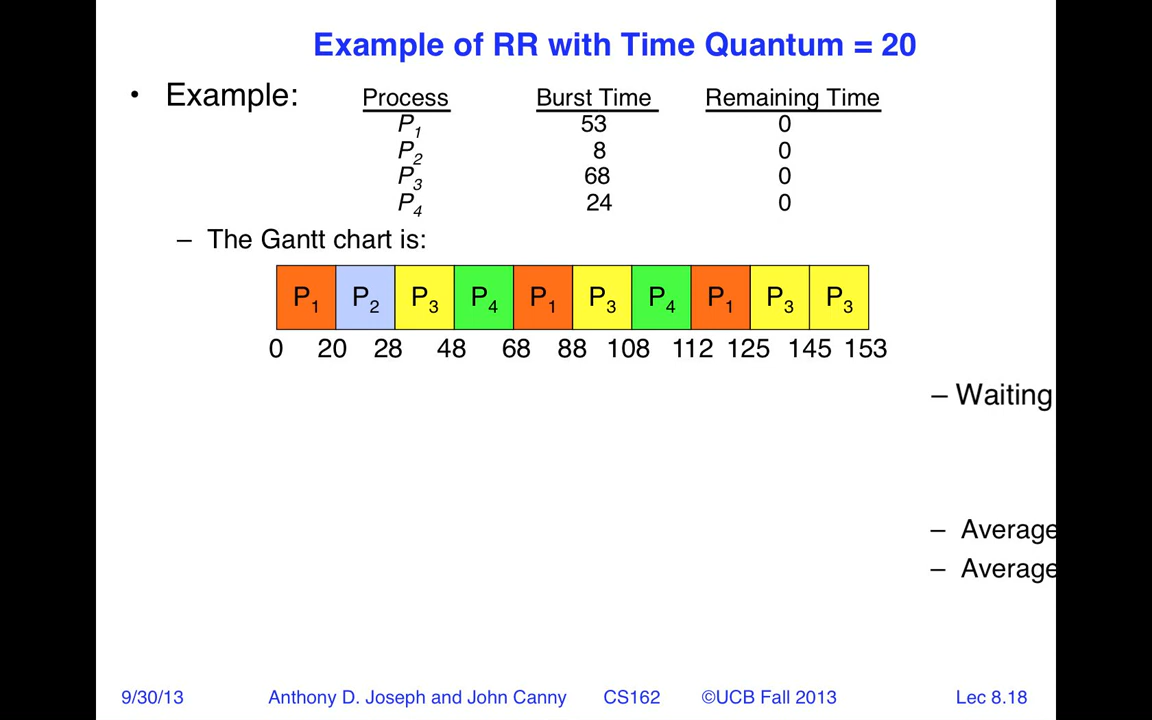 Example of RR with Time Quantum = 20
• Example: Process Burst Time Remaining Time
P1 53 0
P2 8 0
P3 68 0
P4 24 0
– The Gantt chart is:
P1 P2 P3 P4 P1 P3 P4 P1 P3 P3
0 20 28 48 68 88 108 112 125 145 153
– Waiting
– Average
– Average
9/30/13 Anthony D. Joseph and John Canny CS162 ©UCB Fall 2013 Lec 8.18